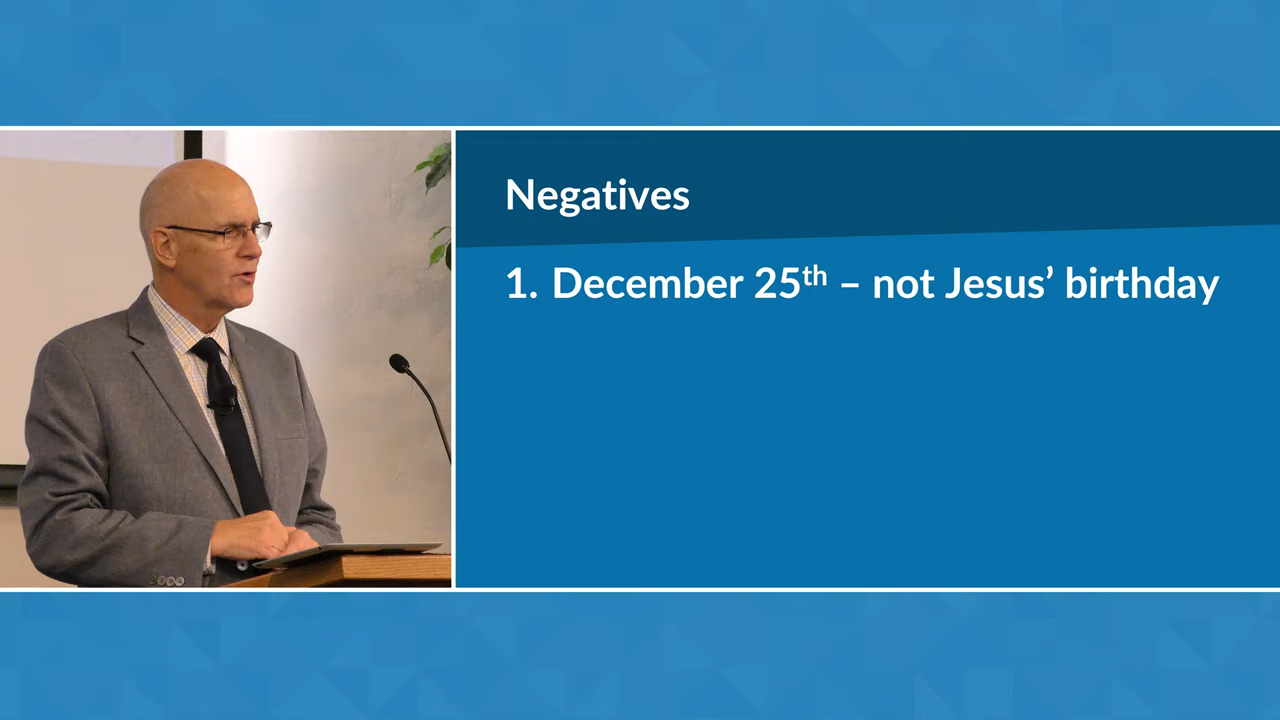 Negatives
1. December 25th – not Jesus’ birthday